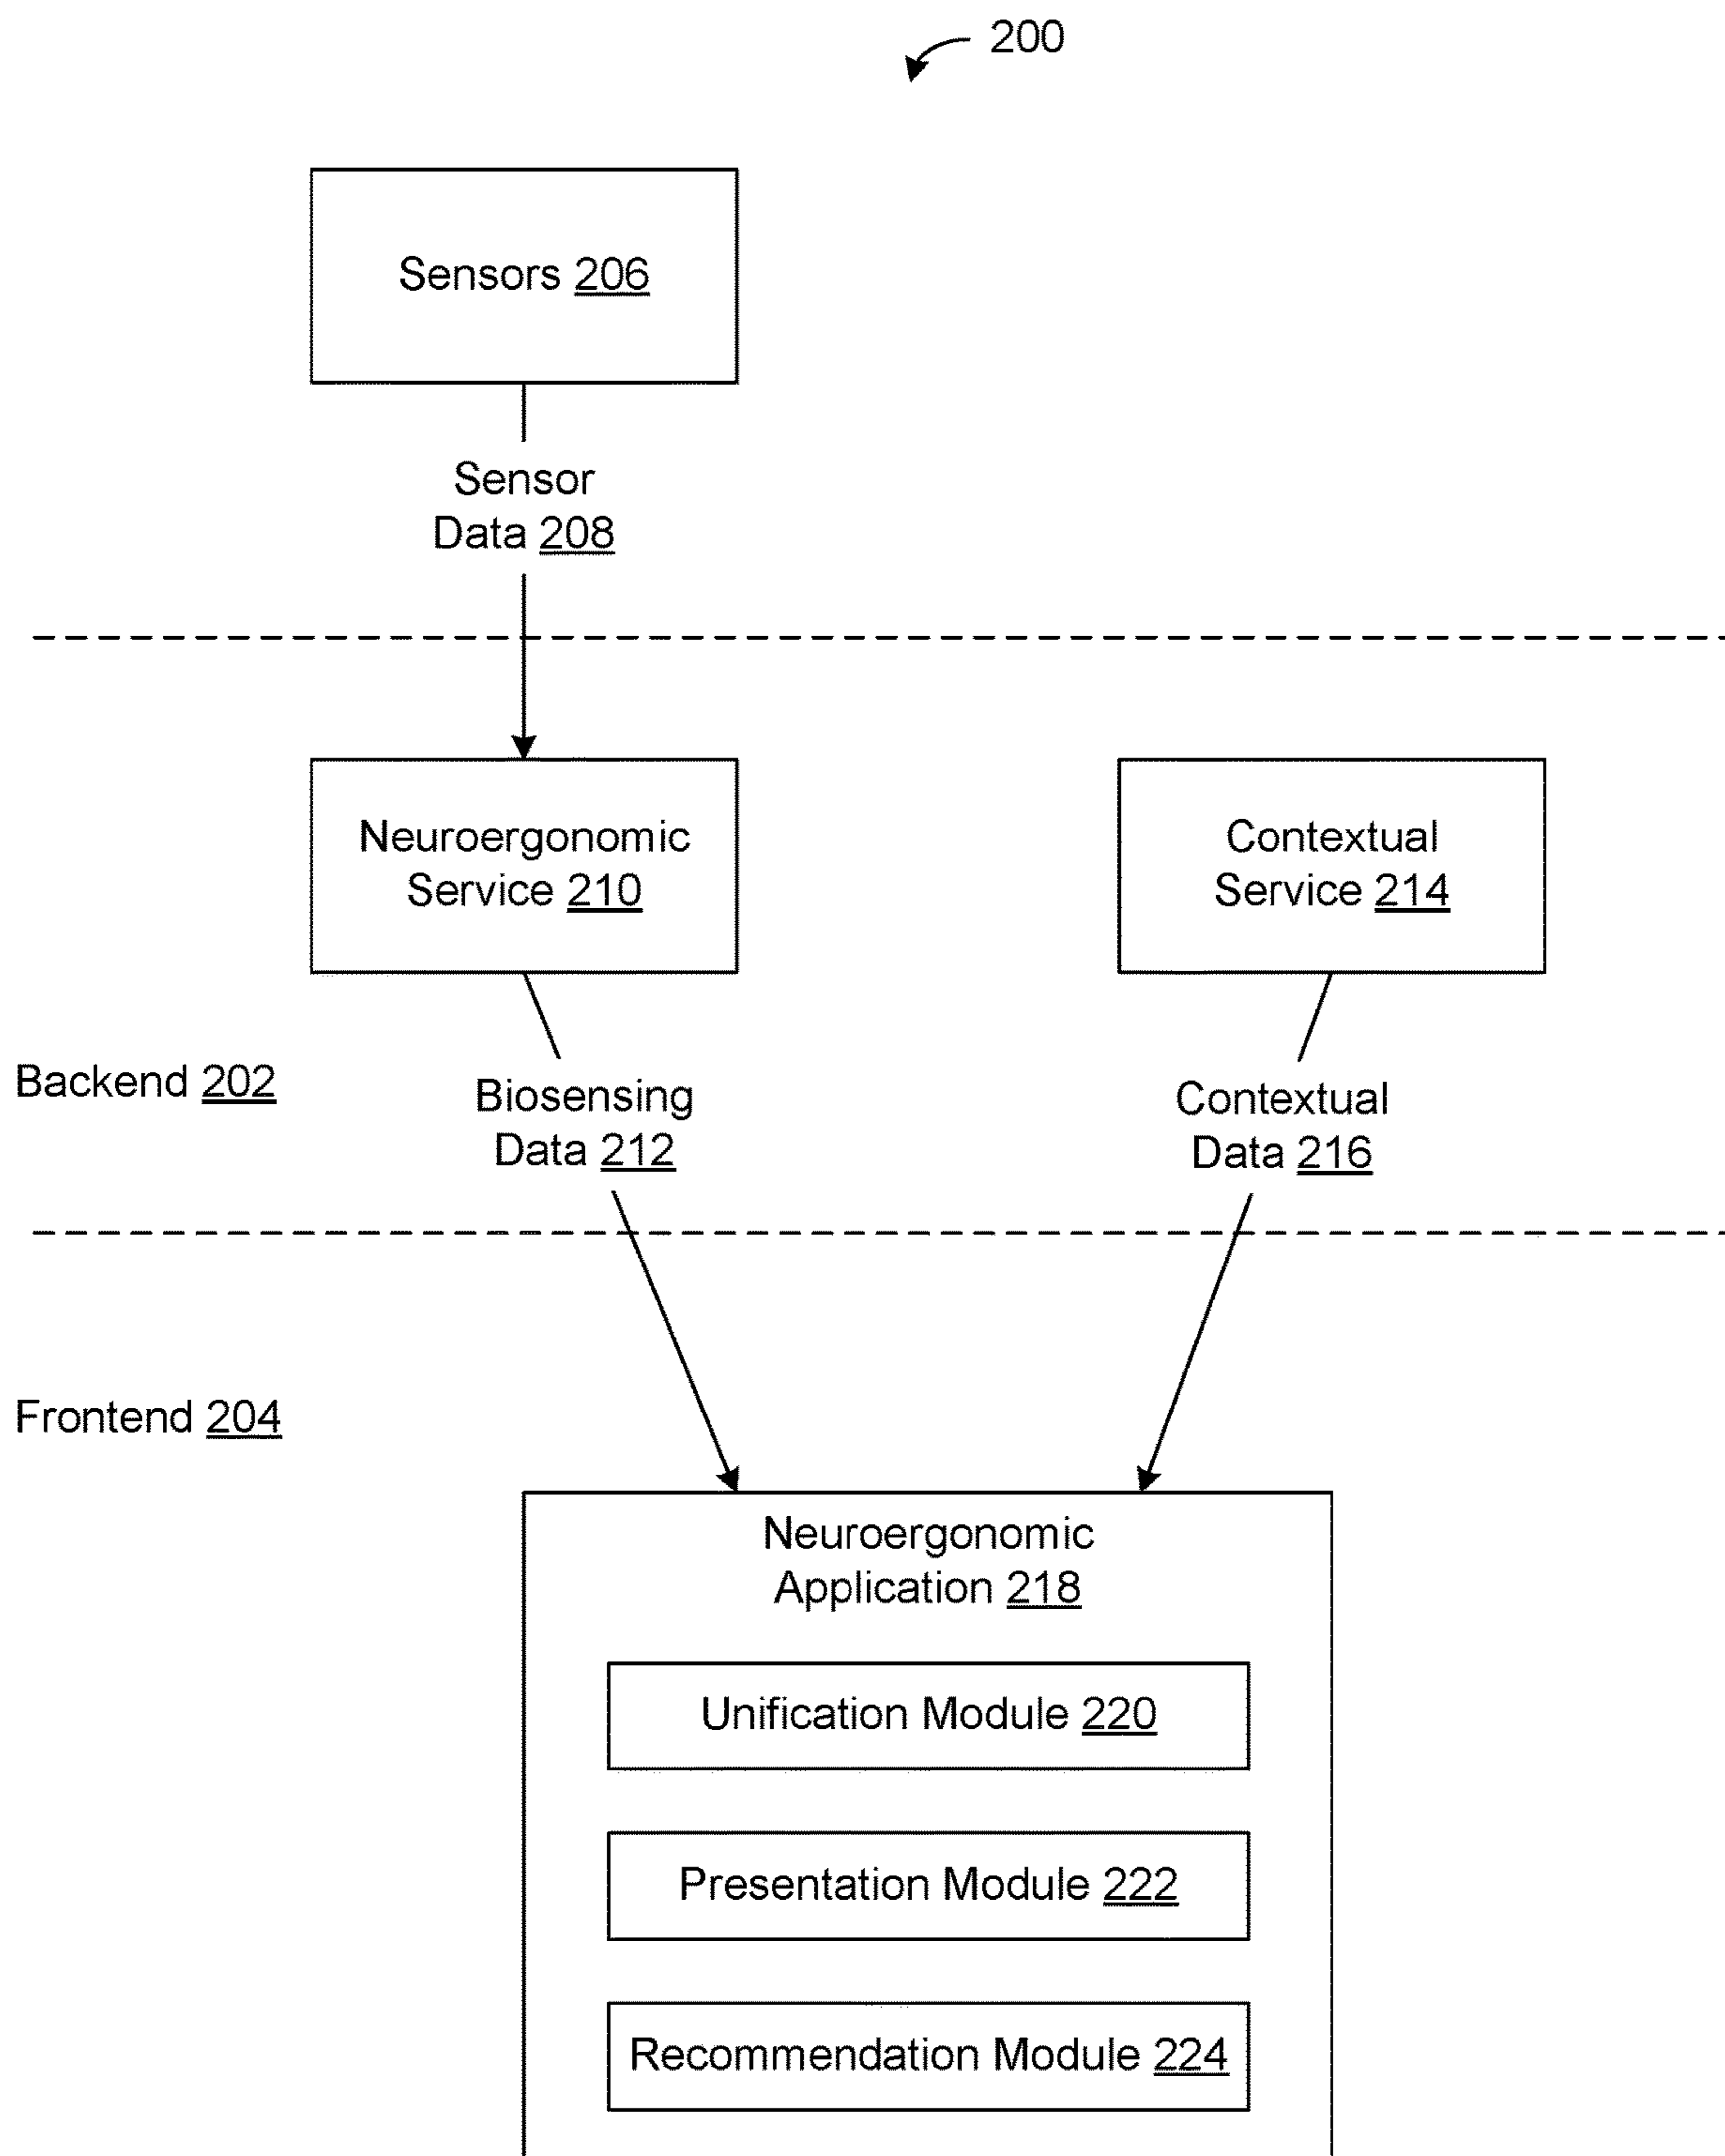 200
Sensors 206
Sensor
Data 208
Neuroergonomic
Service 210
Contextual
Service 214
Backend 202
Biosensing
Data 212
Contextual
Data 216
Frontend 204
Neuroergonomic
Application 218
Unification Module 220
Presentation Module 222
Recommendation Module 224